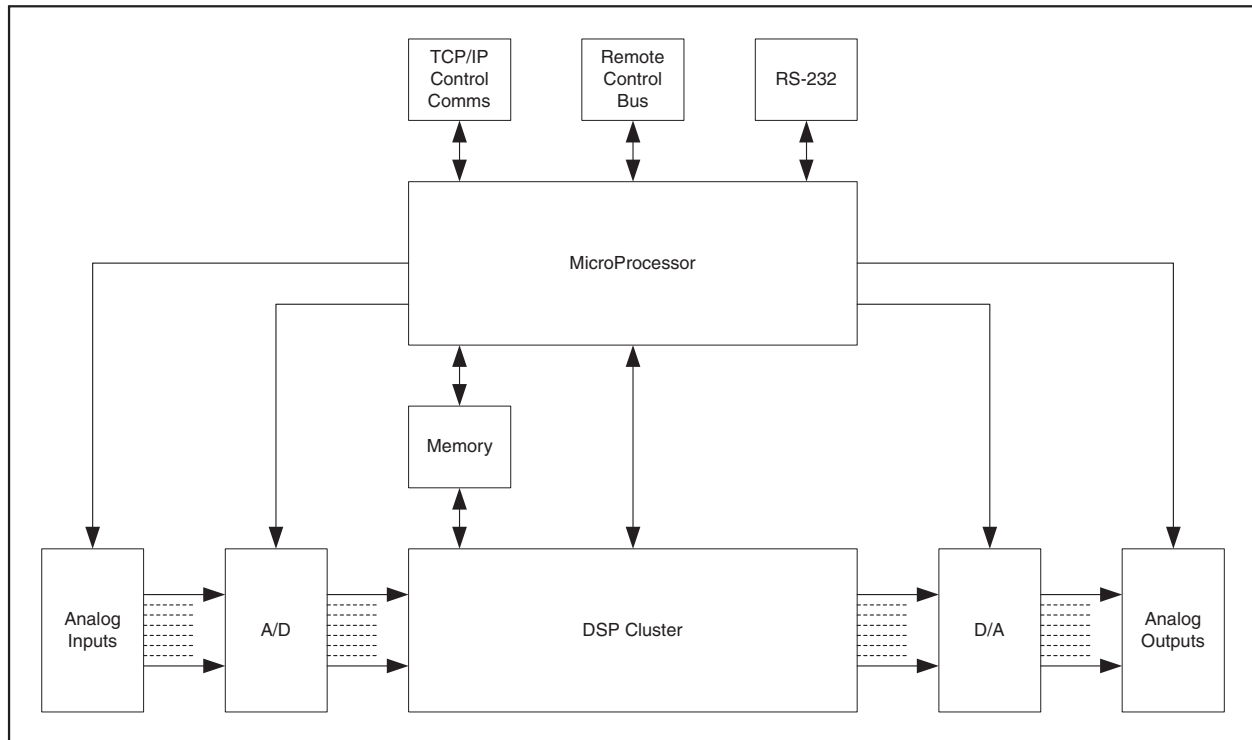 TCP/IP
Control
Comms
Remote
Control
Bus
RS-232
MicroProcessor
Memory
Analog
Inputs
A/D
DSP Cluster
D/A
Analog
Outputs